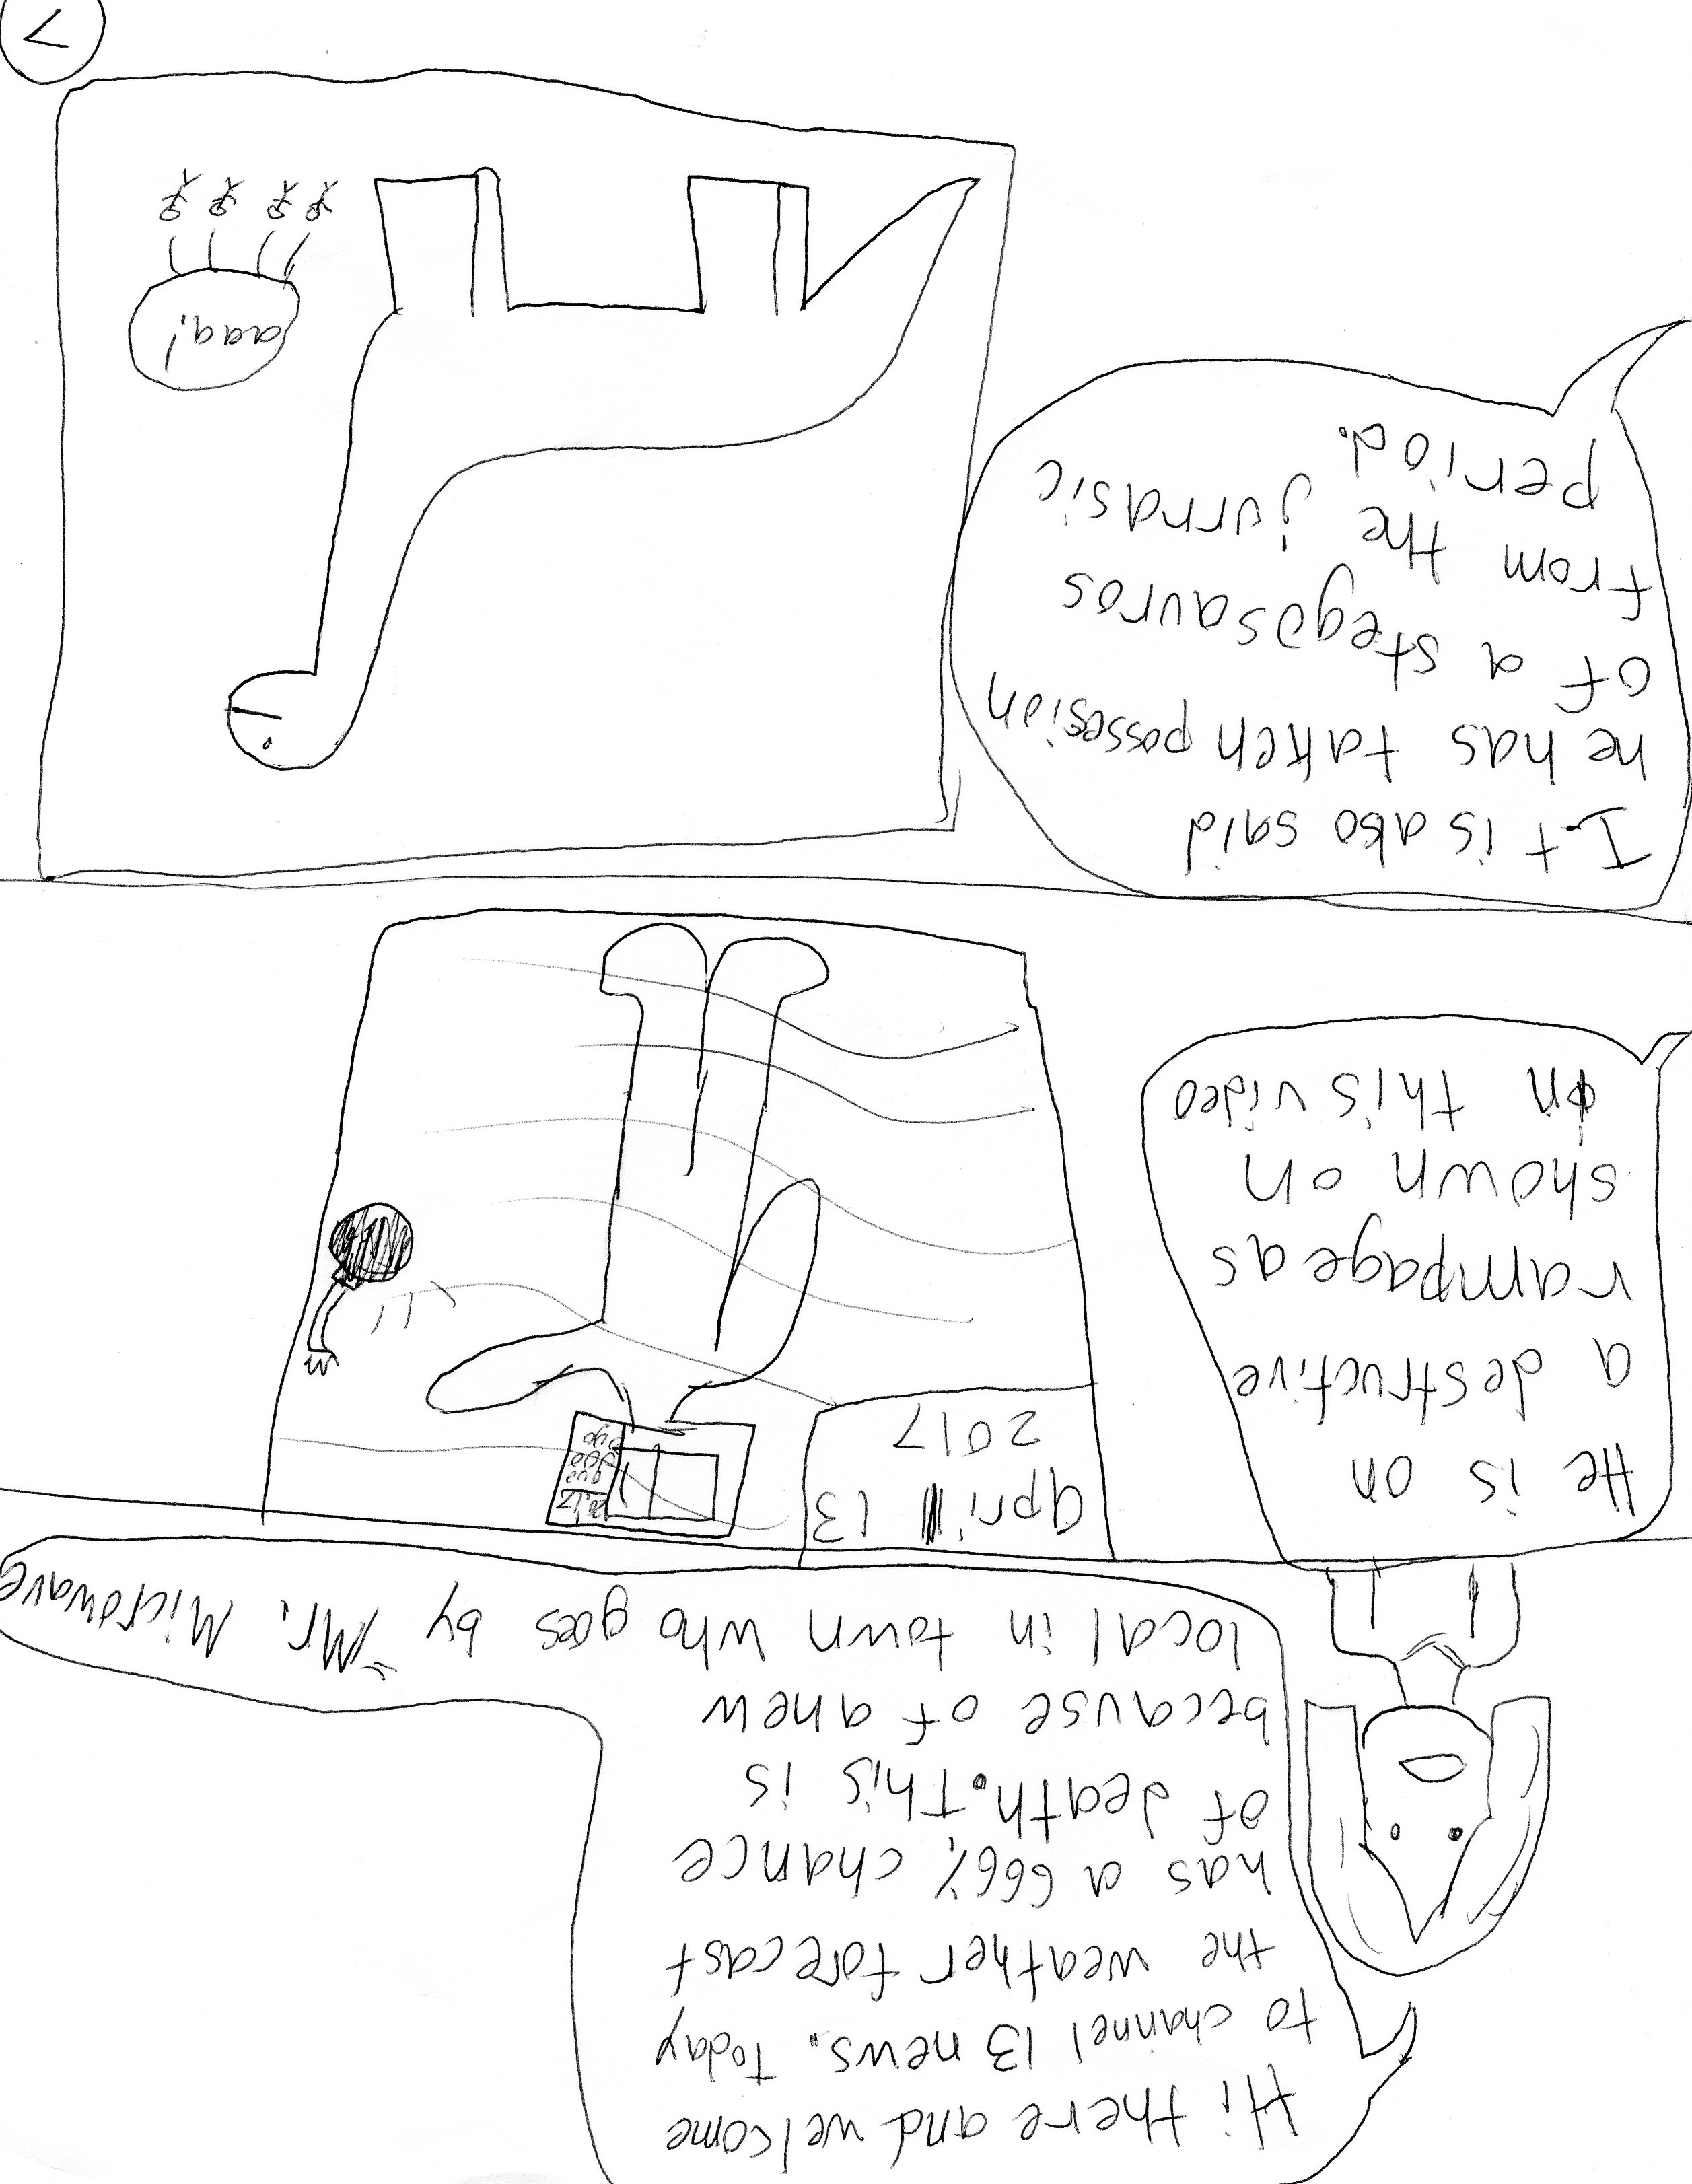 Hi there and welcome
to channel 13 news. Today
the weather forecast
has a 666% chance
of death. This is
because of a new
local in town who goes by "Mr. Microwave
He is on
a destructive
rampage as
shown on
in this video
april 13
2017
It is also said
he has taken possesion
of a stegosauros
from the jurrasic
period.
aaa!
7